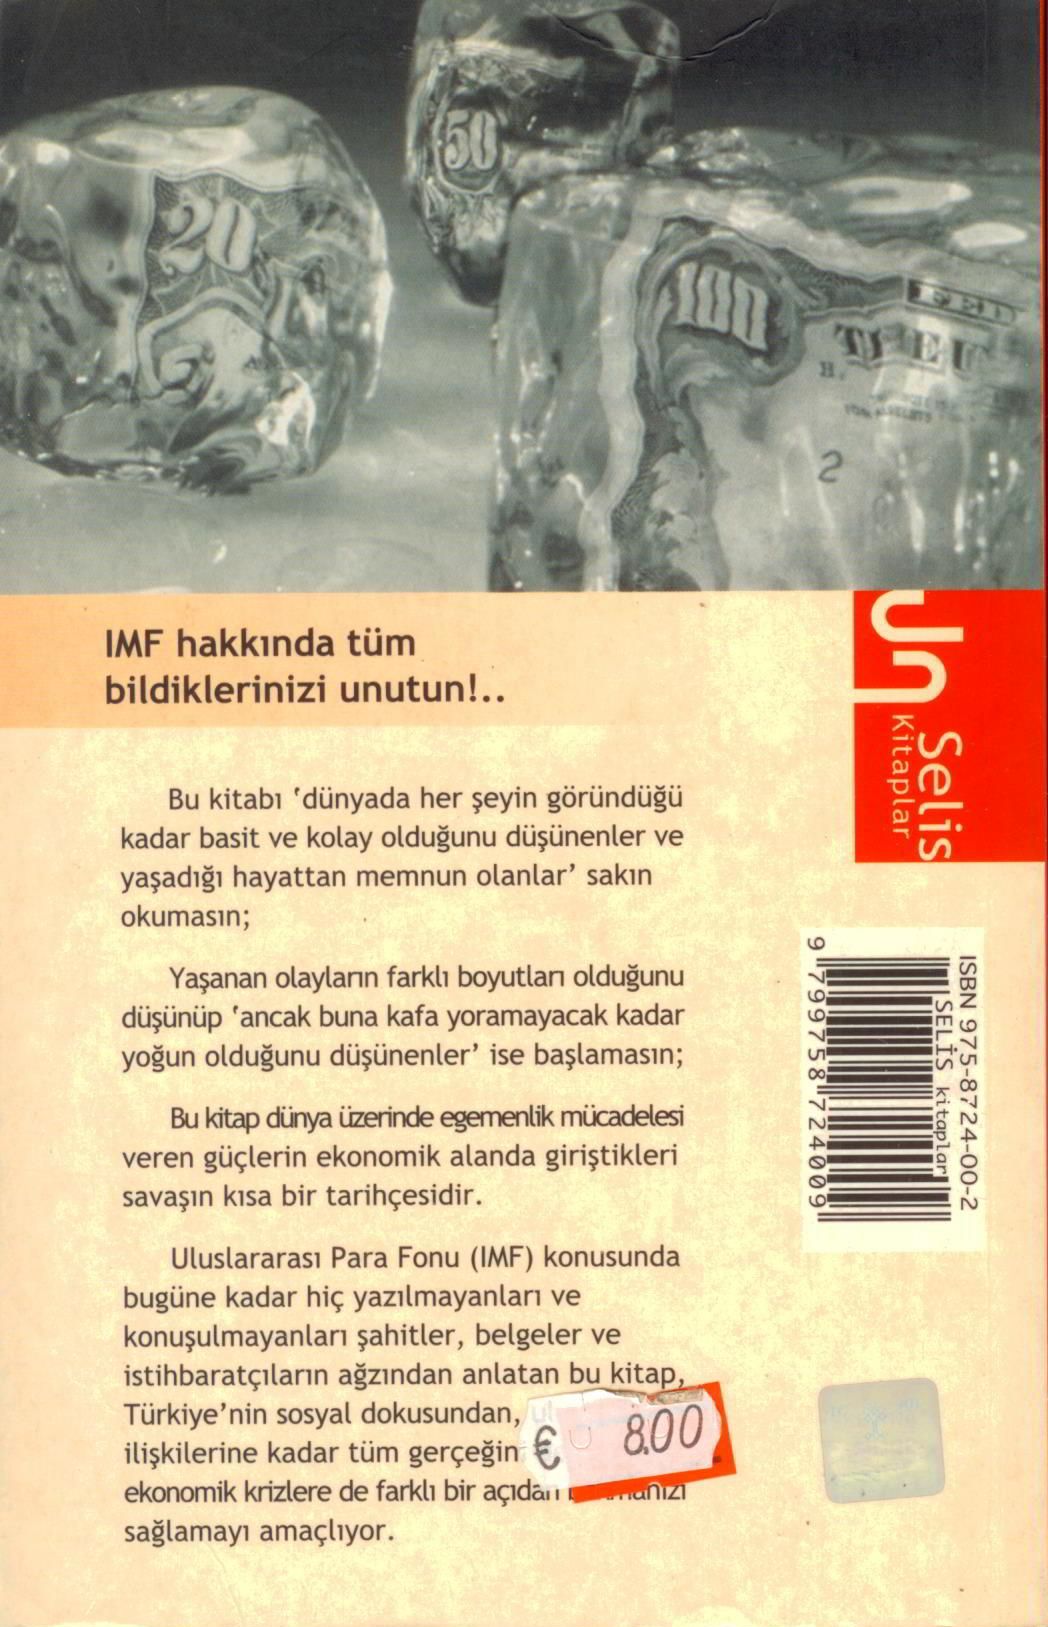 20
50
100
H.
2
IMF hakkında tüm
bildiklerinizi unutun!..
Selis
Kitaplar
Bu kitabı ‘dünyada her şeyin göründüğü
kadar basit ve kolay olduğunu düşünenler ve
yaşadığı hayattan memnun olanlar’ sakın
okumasın;
Yaşanan olayların farklı boyutları olduğunu
düşünüp ‘ancak buna kafa yoramayacak kadar
yoğun olduğunu düşünenler’ ise başlamasın;
Bu kitap dünya üzerinde egemenlik mücadelesi
veren güçlerin ekonomik alanda giriştikleri
savaşın kısa bir tarihçesidir.
Uluslararası Para Fonu (IMF) konusunda
bugüne kadar hiç yazılmayanları ve
konuşulmayanları şahitler, belgeler ve
istihbaratçıların ağzından anlatan bu kitap,
Türkiye’nin sosyal dokusundan,
ilişkilerine kadar tüm
ekonomik krizlere de farklı bir açıdan
sağlamayı amaçlıyor.
€ 8.00
ISBN 975-8724-00-2
SELİS kitaplar
9 799758 724009